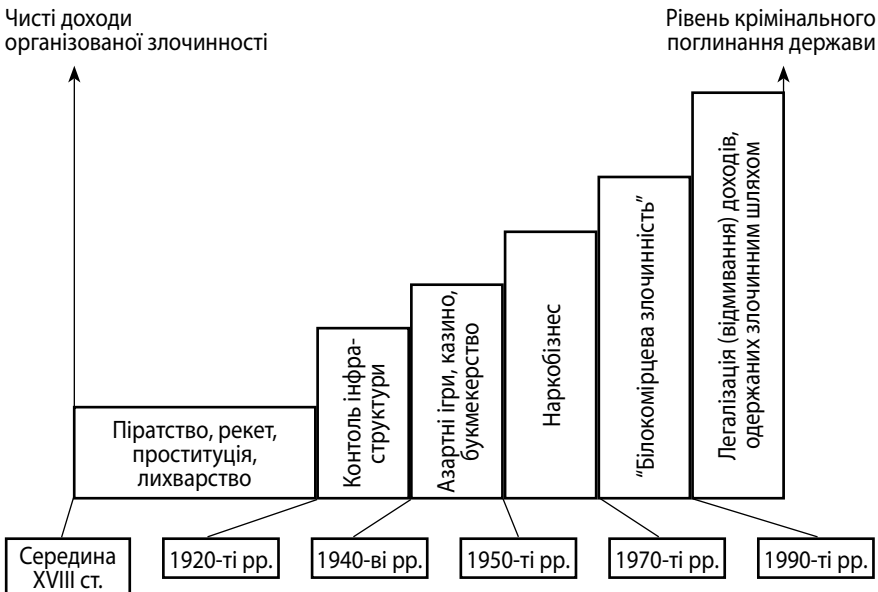 Чисті доходи
організованої злочинності
Рівень крімінального
поглинання держави
Піратство, рекет,
проституція,
лихварство
Контоль інфра-
структури
Азартні ігри, казино,
букмекерство
Наркобізнес
“Білокомірцева злочинність”
Легалізація (відмивання) доходів,
одержаних злочинним шляхом
Середина
XVIII ст.
1920-ті рр.
1940-ві рр.
1950-ті рр.
1970-ті рр.
1990-ті рр.